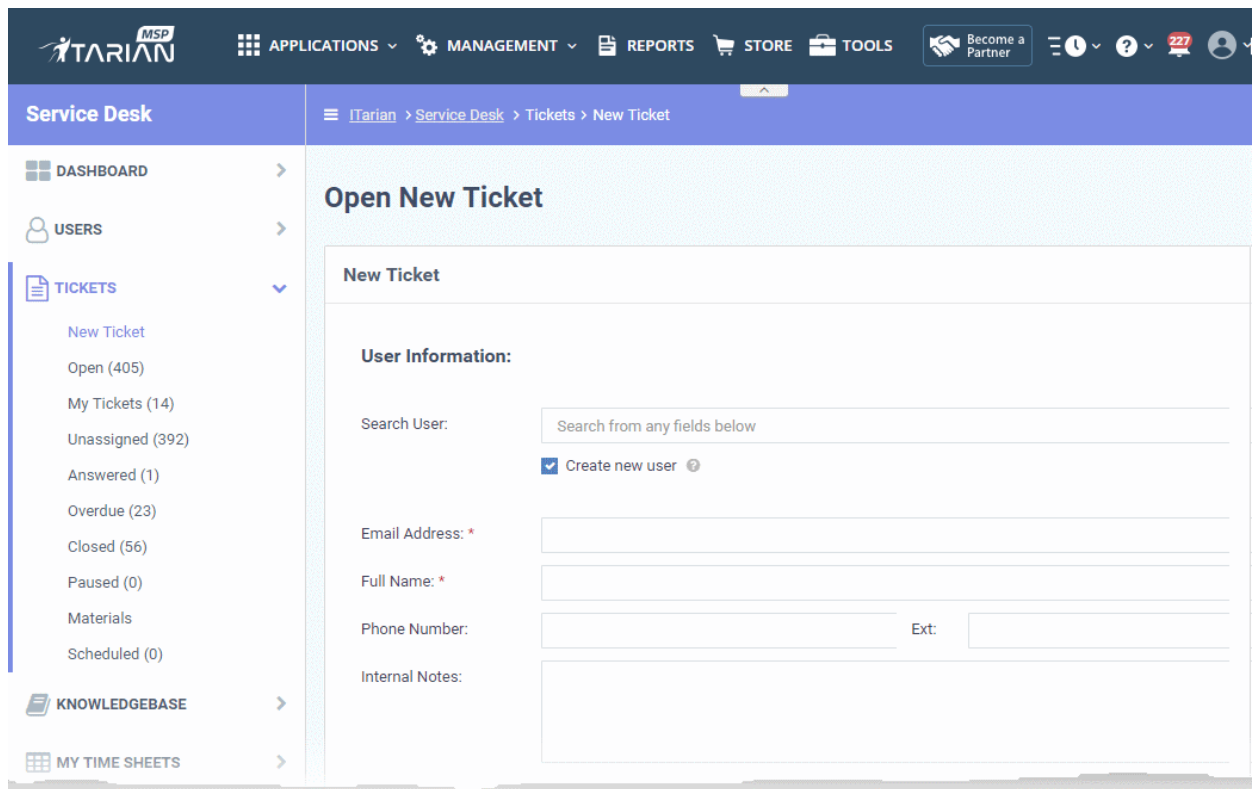 MSP
ITARIAN
APPLICATIONS MANAGEMENT REPORTS STORE TOOLS Become a Partner 227
Service Desk
ITarian > Service Desk > Tickets > New Ticket
DASHBOARD
USERS
TICKETS
New Ticket
Open (405)
My Tickets (14)
Unassigned (392)
Answered (1)
Overdue (23)
Closed (56)
Paused (0)
Materials
Scheduled (0)
KNOWLEDGEBASE
MY TIME SHEETS
Open New Ticket
New Ticket
User Information:
Search User: Search from any fields below
Create new user ?
Email Address: *
Full Name: *
Phone Number: Ext:
Internal Notes: